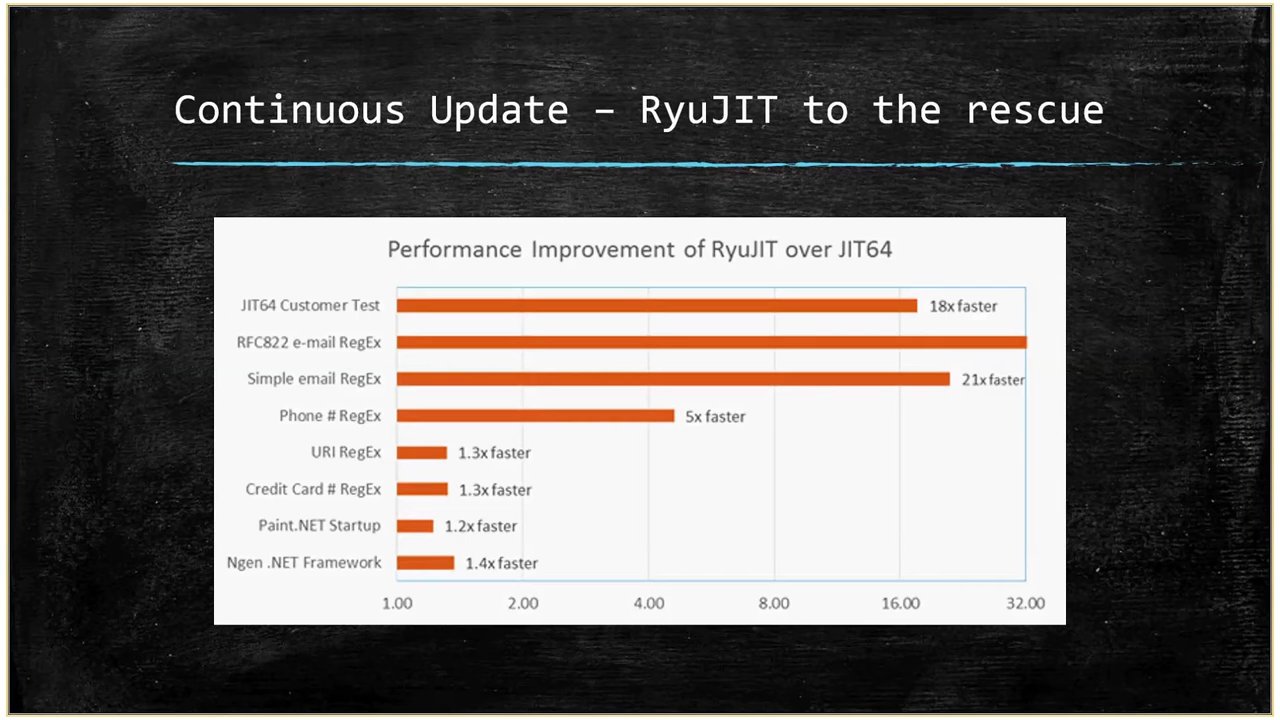 Continuous Update – RyuJIT to the rescue
Performance Improvement of RyuJIT over JIT64
JIT64 Customer Test 18x faster
RFC822 e-mail RegEx
Simple email RegEx 21x faster
Phone # RegEx 5x faster
URI RegEx 1.3x faster
Credit Card # RegEx 1.3x faster
Paint.NET Startup 1.2x faster
Ngen .NET Framework 1.4x faster
1.00 2.00 4.00 8.00 16.00 32.00